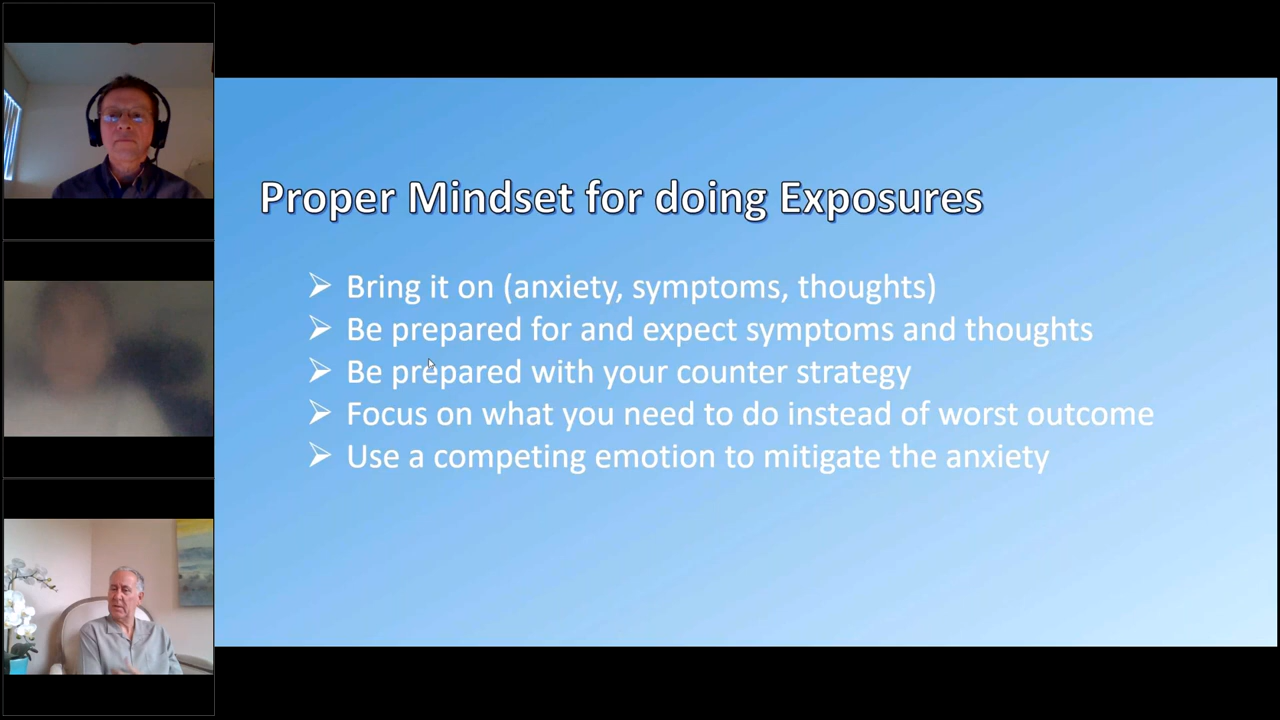 Proper Mindset for doing Exposures
➢ Bring it on (anxiety, symptoms, thoughts)
➢ Be prepared for and expect symptoms and thoughts
➢ Be prepared with your counter strategy
➢ Focus on what you need to do instead of worst outcome
➢ Use a competing emotion to mitigate the anxiety